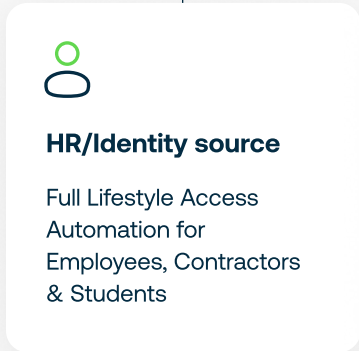 HR/Identity source
Full Lifestyle Access
Automation for
Employees, Contractors
& Students